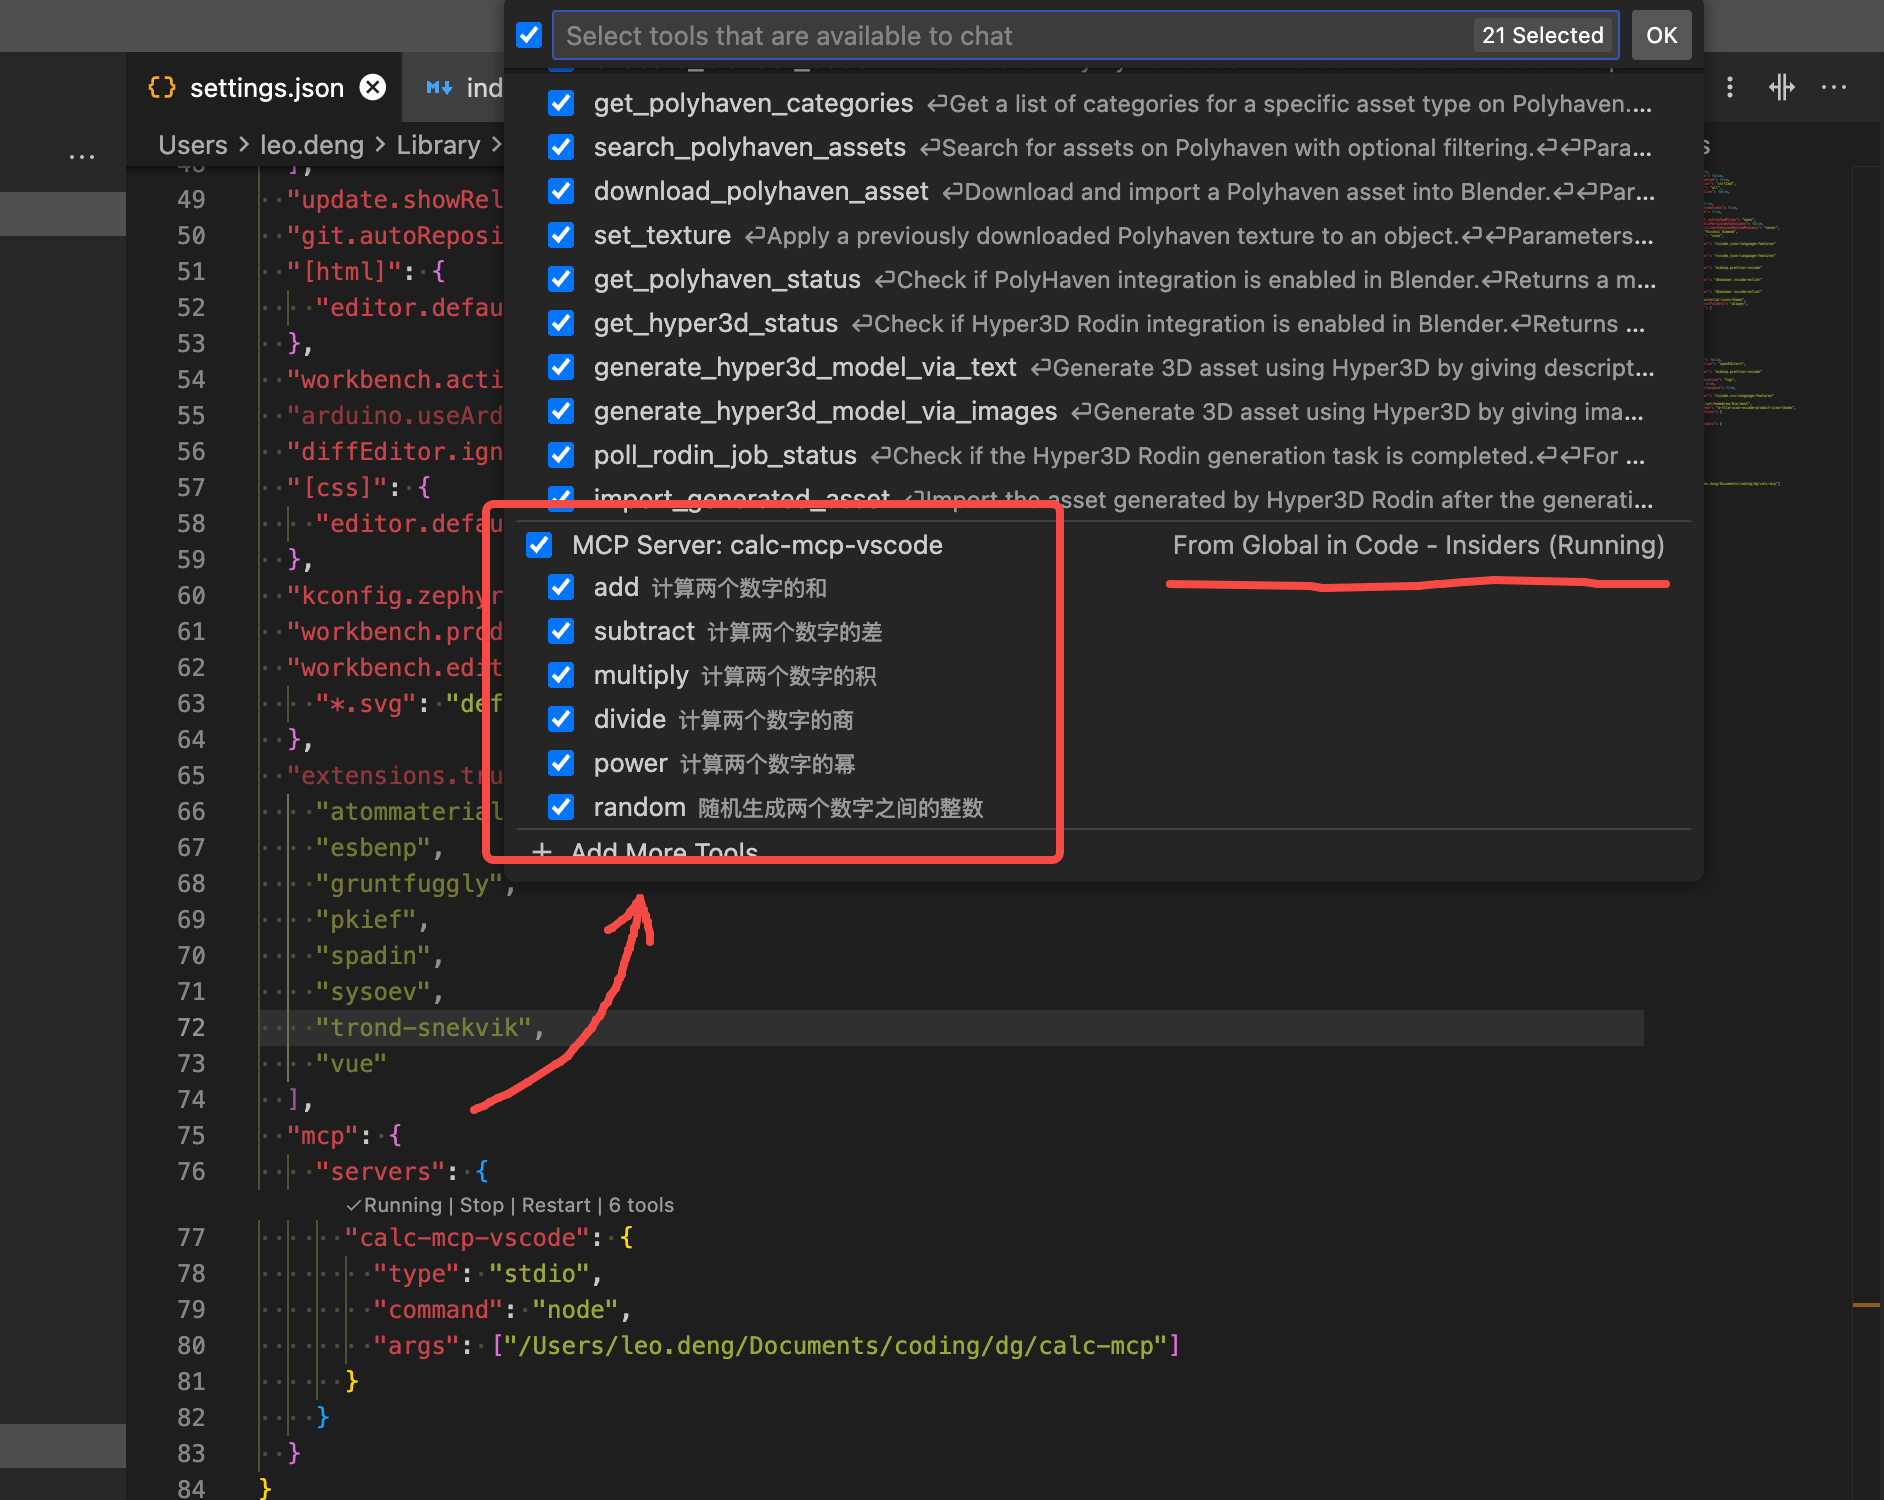 Select tools that are available to chat
21 Selected
OK
settings.json
ind
Users > leo.deng > Library >
get_polyhaven_categories ↩Get a list of categories for a specific asset type on Polyhaven....
search_polyhaven_assets ↩Search for assets on Polyhaven with optional filtering.↩↩Para...
download_polyhaven_asset ↩Download and import a Polyhaven asset into Blender.↩↩Par...
set_texture ↩Apply a previously downloaded Polyhaven texture to an object.↩↩Parameters...
get_polyhaven_status ↩Check if PolyHaven integration is enabled in Blender.↩Returns a m...
get_hyper3d_status ↩Check if Hyper3D Rodin integration is enabled in Blender.↩Returns ...
generate_hyper3d_model_via_text ↩Generate 3D asset using Hyper3D by giving descript...
generate_hyper3d_model_via_images ↩Generate 3D asset using Hyper3D by giving ima...
poll_rodin_job_status ↩Check if the Hyper3D Rodin generation task is completed.↩↩For ...
import_generated_asset ↩Import the asset generated by Hyper3D Rodin after the generati...
MCP Server: calc-mcp-vscode From Global in Code - Insiders (Running)
add 计算两个数字的和
subtract 计算两个数字的差
multiply 计算两个数字的积
divide 计算两个数字的商
power 计算两个数字的幂
random 随机生成两个数字之间的整数
+ Add More Tools
48 ],
49 "update.showRel
50 "git.autoReposi
51 "[html]": {
52 "editor.defau
53 },
54 "workbench.acti
55 "arduino.useArd
56 "diffEditor.ign
57 "[css]": {
58 "editor.defau
59 },
60 "kconfig.zephyr
61 "workbench.prod
62 "workbench.edit
63 "*.svg": "def
64 },
65 "extensions.tru
66 "atommaterial
67 "esbenp",
68 "gruntfuggly",
69 "pkief",
70 "spadin",
71 "sysoev",
72 "trond-snekvik",
73 "vue"
74 ],
75 "mcp": {
76 "servers": {
✓Running | Stop | Restart | 6 tools
77 "calc-mcp-vscode": {
78 "type": "stdio",
79 "command": "node",
80 "args": ["/Users/leo.deng/Documents/coding/dg/calc-mcp"]
81 }
82 }
83 }
84 }